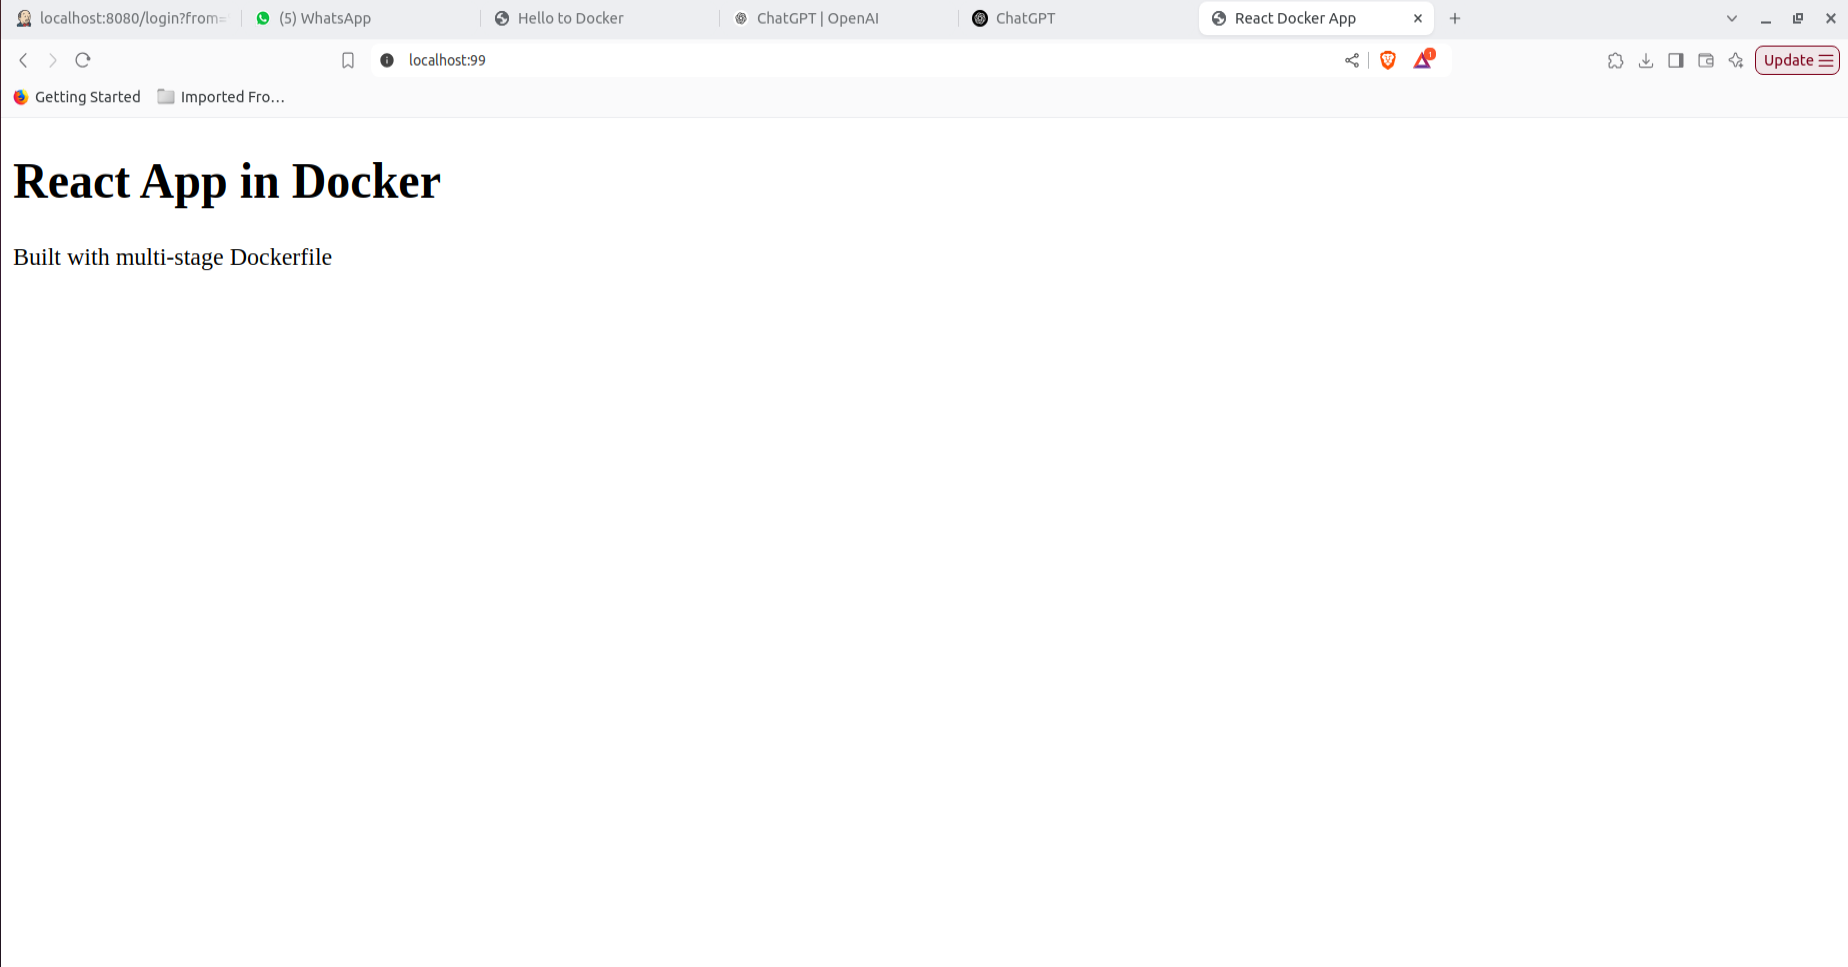 localhost:8080/login?from=
(5) WhatsApp
Hello to Docker
ChatGPT | OpenAI
ChatGPT
React Docker App
localhost:99
1
Update
Getting Started
Imported Fro...
React App in Docker
Built with multi-stage Dockerfile